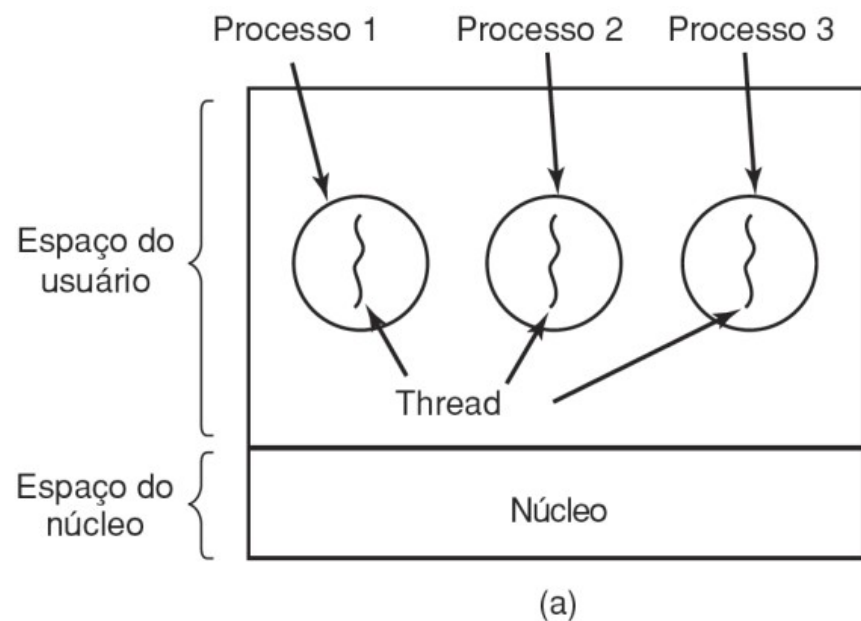 Processo 1
Processo 2
Processo 3
Espaço do
usuário
Thread
Espaço do
núcleo
Núcleo
(a)